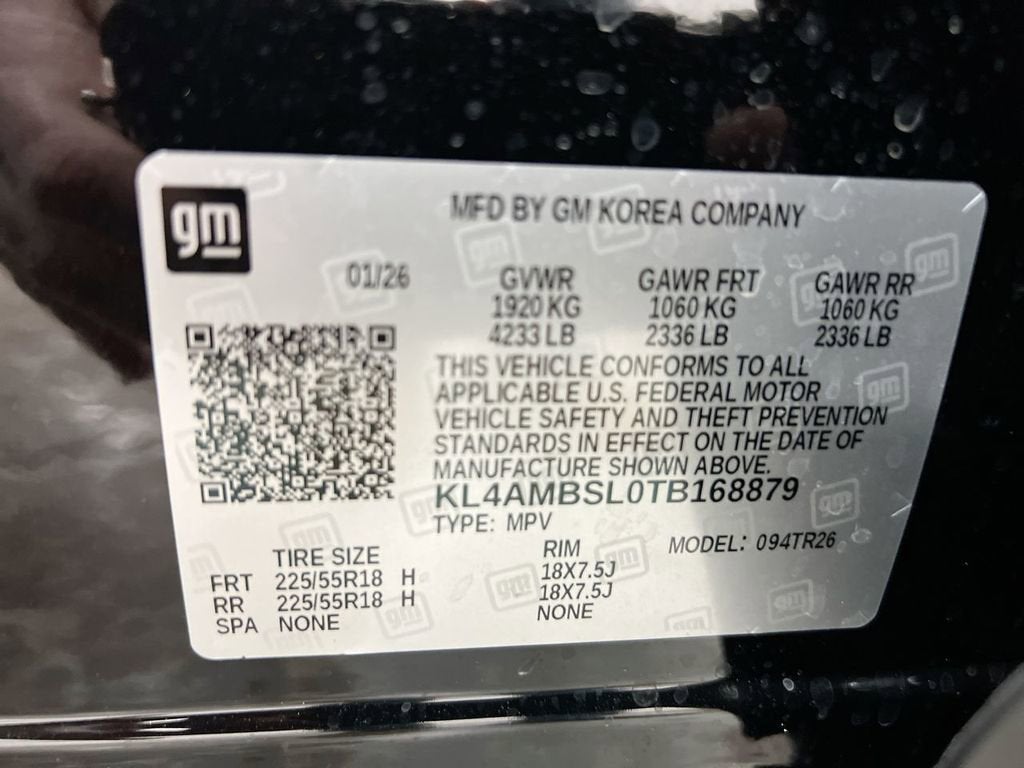 gm
MFD BY GM KOREA COMPANY
01/26 GVWR GAWR FRT GAWR RR
1920 KG 1060 KG 1060 KG
4233 LB 2336 LB 2336 LB
THIS VEHICLE CONFORMS TO ALL
APPLICABLE U.S. FEDERAL MOTOR
VEHICLE SAFETY AND THEFT PREVENTION
STANDARDS IN EFFECT ON THE DATE OF
MANUFACTURE SHOWN ABOVE.
KL4AMBSL0TB168879
TYPE: MPV
MODEL: 094TR26
TIRE SIZE RIM
FRT 225/55R18 H 18X7.5J
RR 225/55R18 H 18X7.5J
SPA NONE NONE